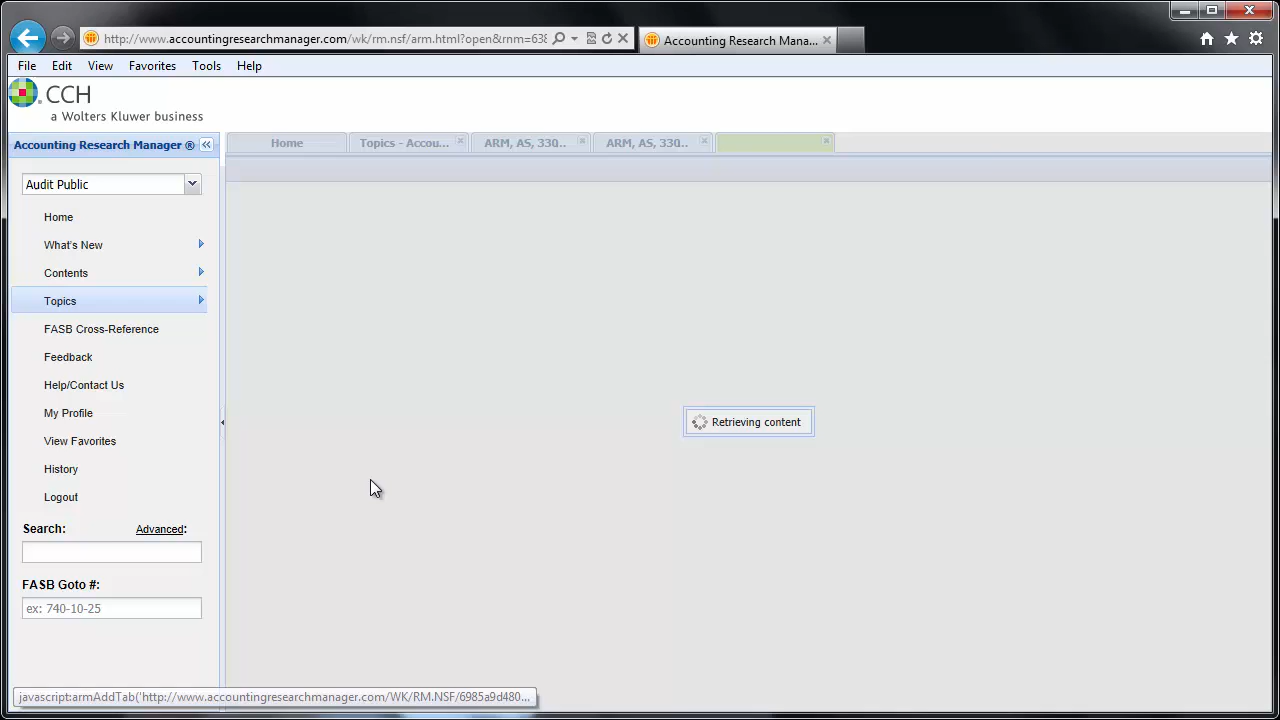 http://www.accountingresearchmanager.com/wk/rm.nsf/arm.html?open&rnm=638
Accounting Research Mana...
File Edit View Favorites Tools Help
CCH
a Wolters Kluwer business
Accounting Research Manager ®
Home
Topics - Accou...
ARM, AS, 330...
ARM, AS, 330...
Audit Public
Home
What's New
Contents
Topics
FASB Cross-Reference
Feedback
Help/Contact Us
My Profile
View Favorites
History
Logout
Search: Advanced:
FASB Goto #:
ex: 740-10-25
Retrieving content
javascript:armAddTab('http://www.accountingresearchmanager.com/WK/RM.NSF/6985a9d480...